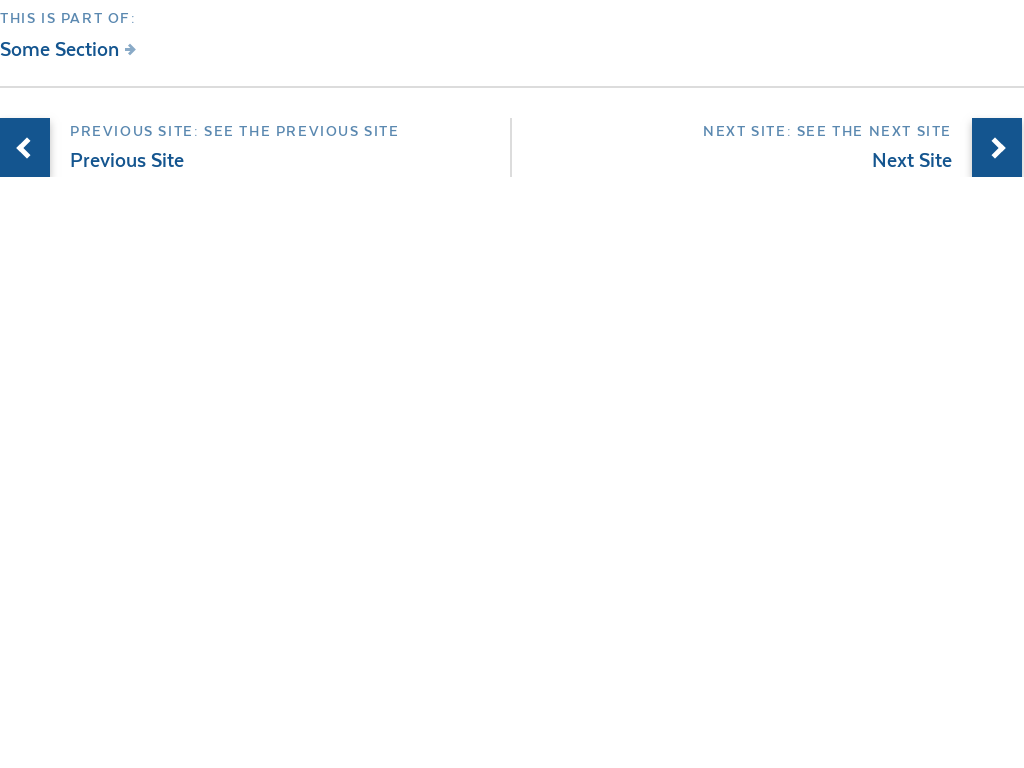 THIS IS PART OF:
Some Section
PREVIOUS SITE: SEE THE PREVIOUS SITE
Previous Site
NEXT SITE: SEE THE NEXT SITE
Next Site